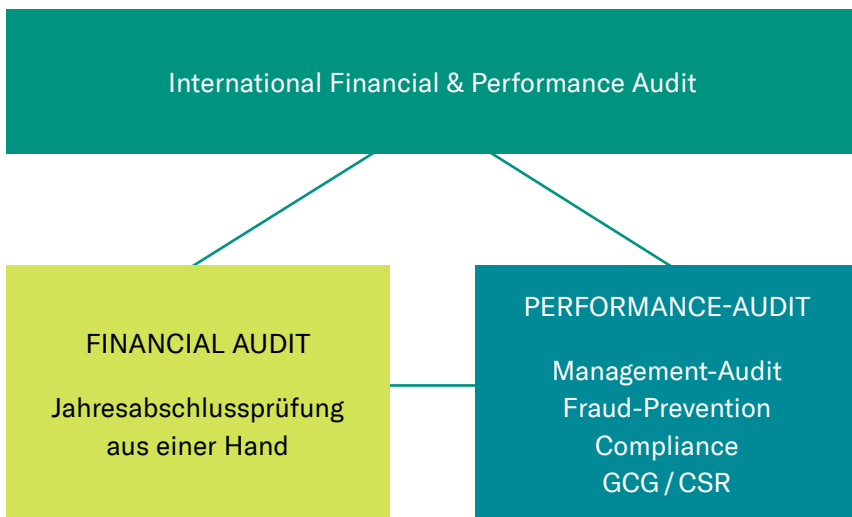 International Financial & Performance Audit
FINANCIAL AUDIT
Jahresabschlussprüfung
aus einer Hand
PERFORMANCE-AUDIT
Management-Audit
Fraud-Prevention
Compliance
GCG / CSR